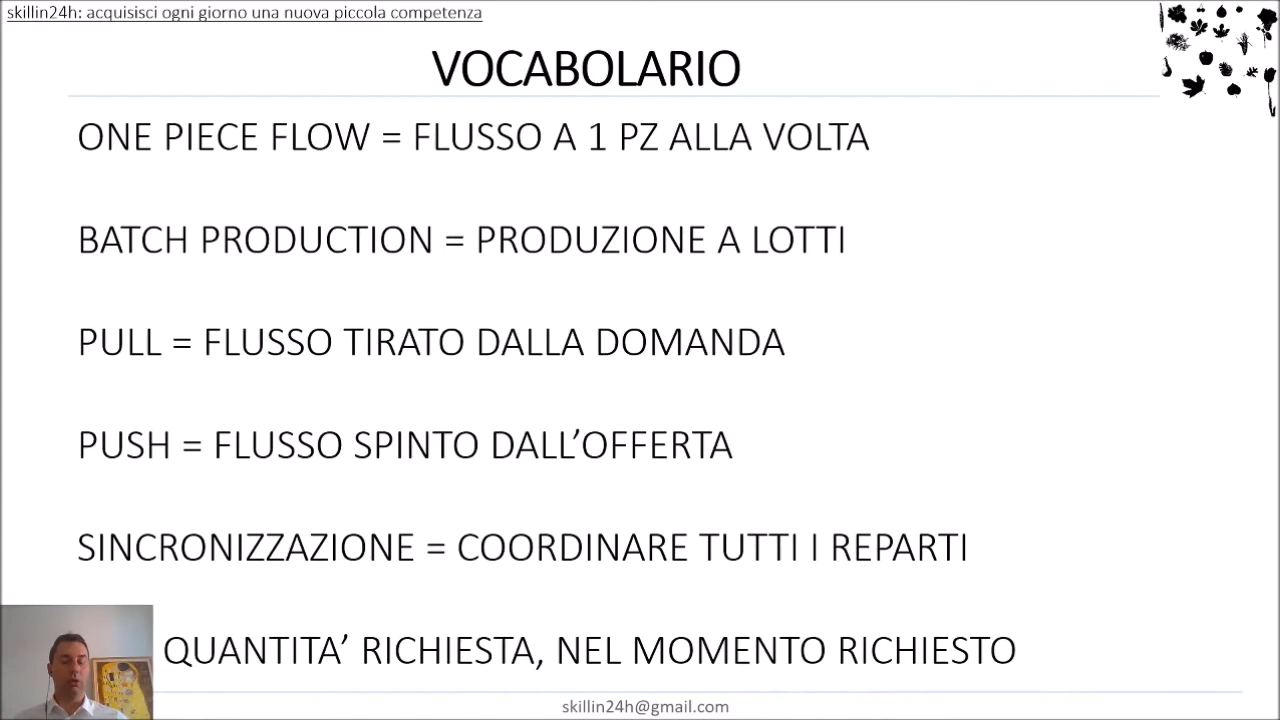 skillin24h: acquisisci ogni giorno una nuova piccola competenza
VOCABOLARIO
ONE PIECE FLOW = FLUSSO A 1 PZ ALLA VOLTA
BATCH PRODUCTION = PRODUZIONE A LOTTI
PULL = FLUSSO TIRATO DALLA DOMANDA
PUSH = FLUSSO SPINTO DALL’OFFERTA
SINCRONIZZAZIONE = COORDINARE TUTTI I REPARTI
QUANTITA’ RICHIESTA, NEL MOMENTO RICHIESTO
skillin24h@gmail.com